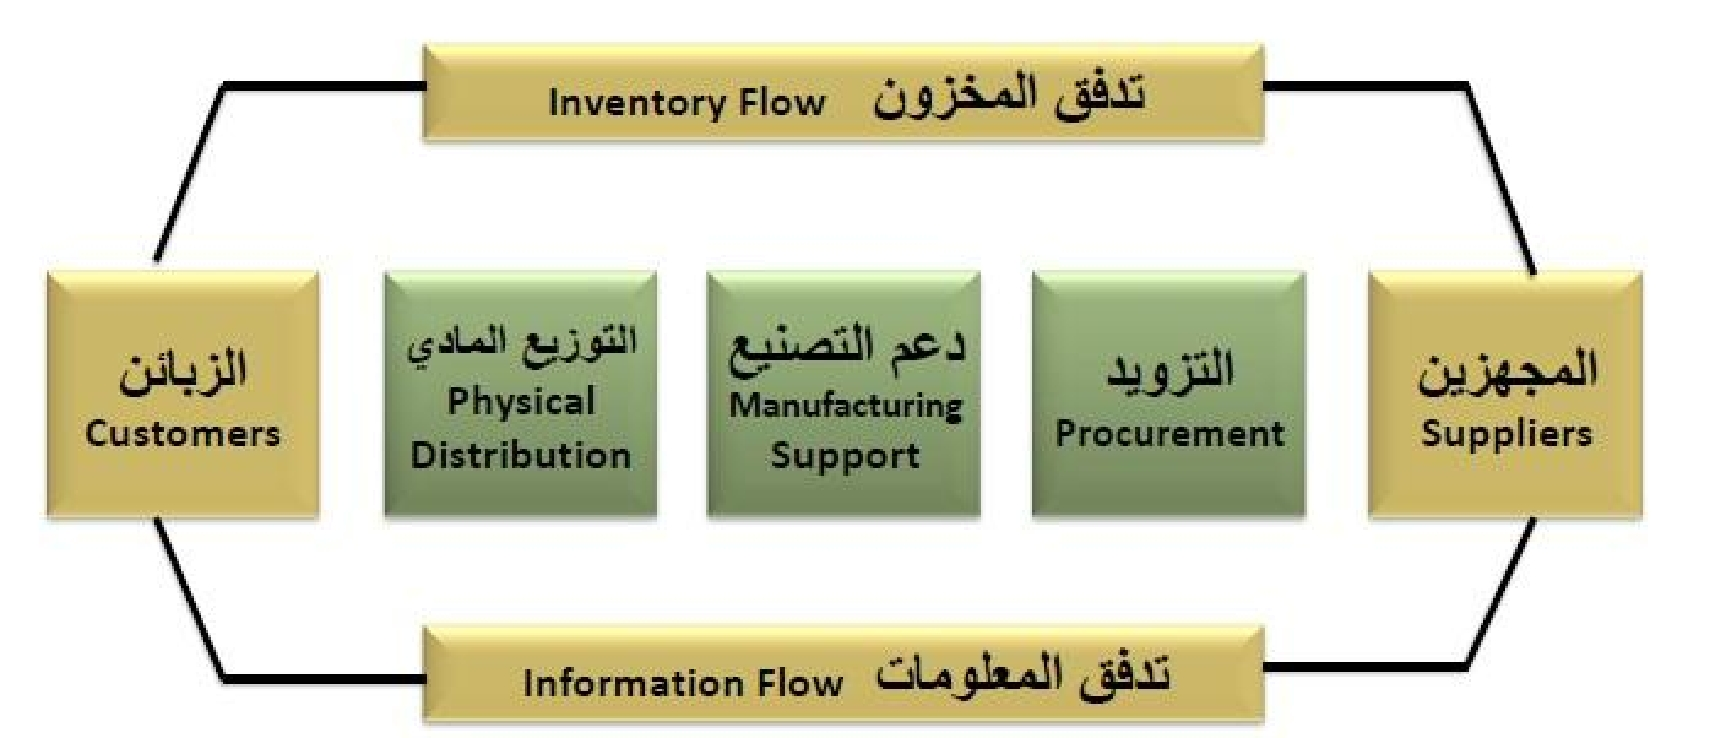 Inventory Flow تدفق المخزون
الزبائن
Customers
التوزيع المادي
Physical
Distribution
دعم التصنيع
Manufacturing
Support
التزويد
Procurement
المجهزين
Suppliers
Information Flow تدفق المعلومات